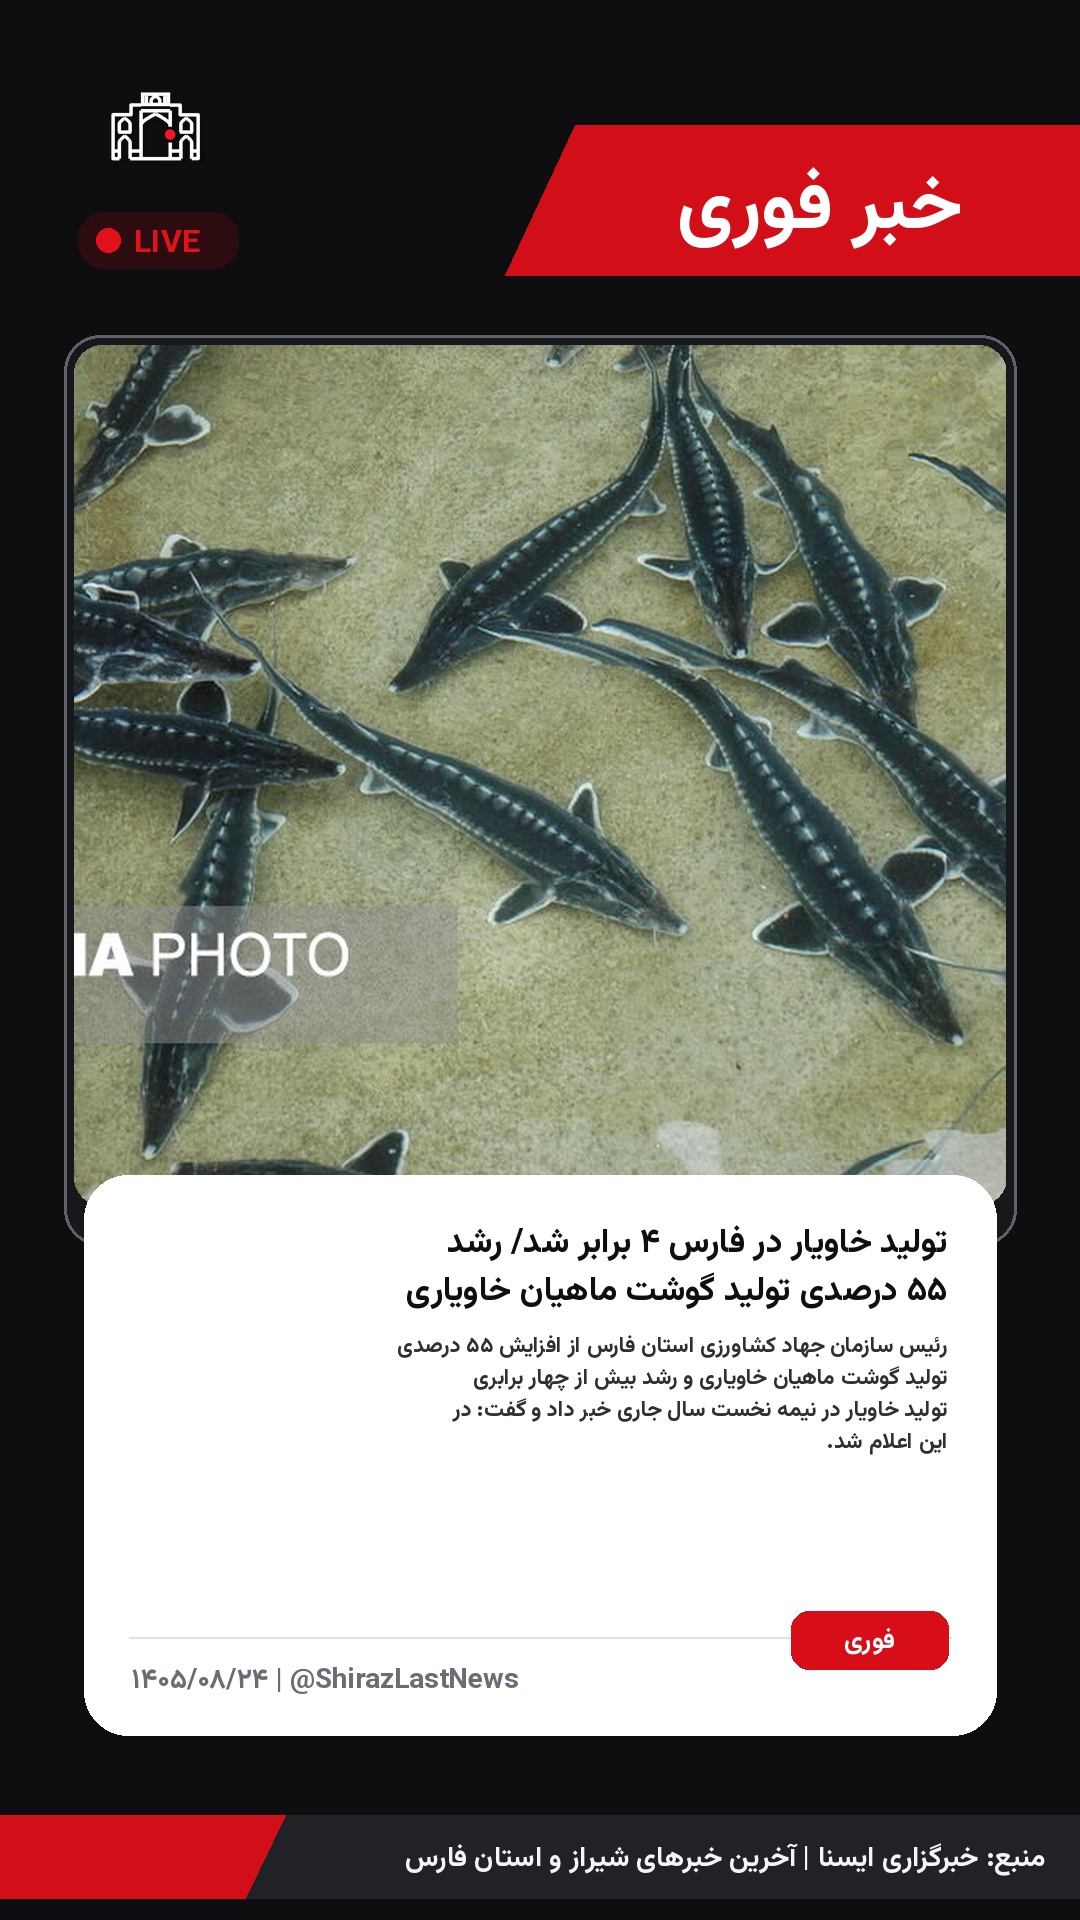 خبر فوری
LIVE
IA PHOTO
تولید خاویار در فارس ۴ برابر شد/ رشد
۵۵ درصدی تولید گوشت ماهیان خاویاری
رئیس سازمان جهاد کشاورزی استان فارس از افزایش ۵۵ درصدی
تولید گوشت ماهیان خاویاری و رشد بیش از چهار برابری
تولید خاویار در نیمه نخست سال جاری خبر داد و گفت: در
این اعلام شد.
فوری
۱۴۰۵/۰۸/۲۴ | @ShirazLastNews
منبع: خبرگزاری ایسنا | آخرین خبرهای شیراز و استان فارس